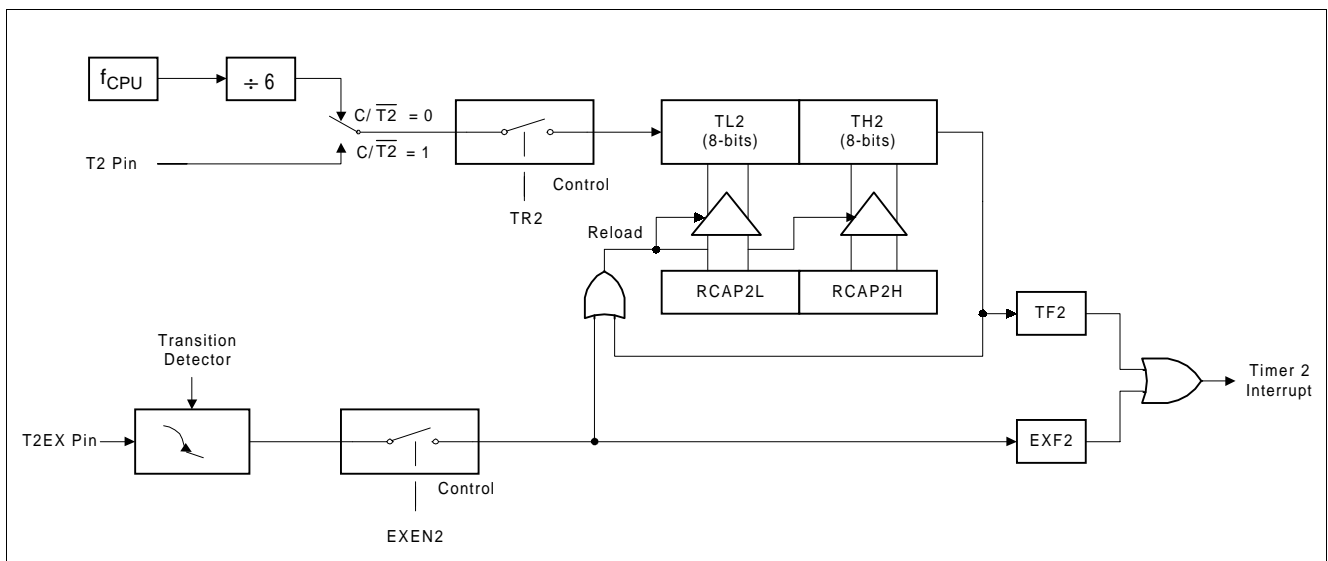 fCPU
÷ 6
C/T2̅ = 0
C/T2̅ = 1
T2 Pin
Control
TR2
TL2
(8-bits)
TH2
(8-bits)
Reload
RCAP2L
RCAP2H
TF2
Transition
Detector
T2EX Pin
Control
EXEN2
EXF2
Timer 2
Interrupt